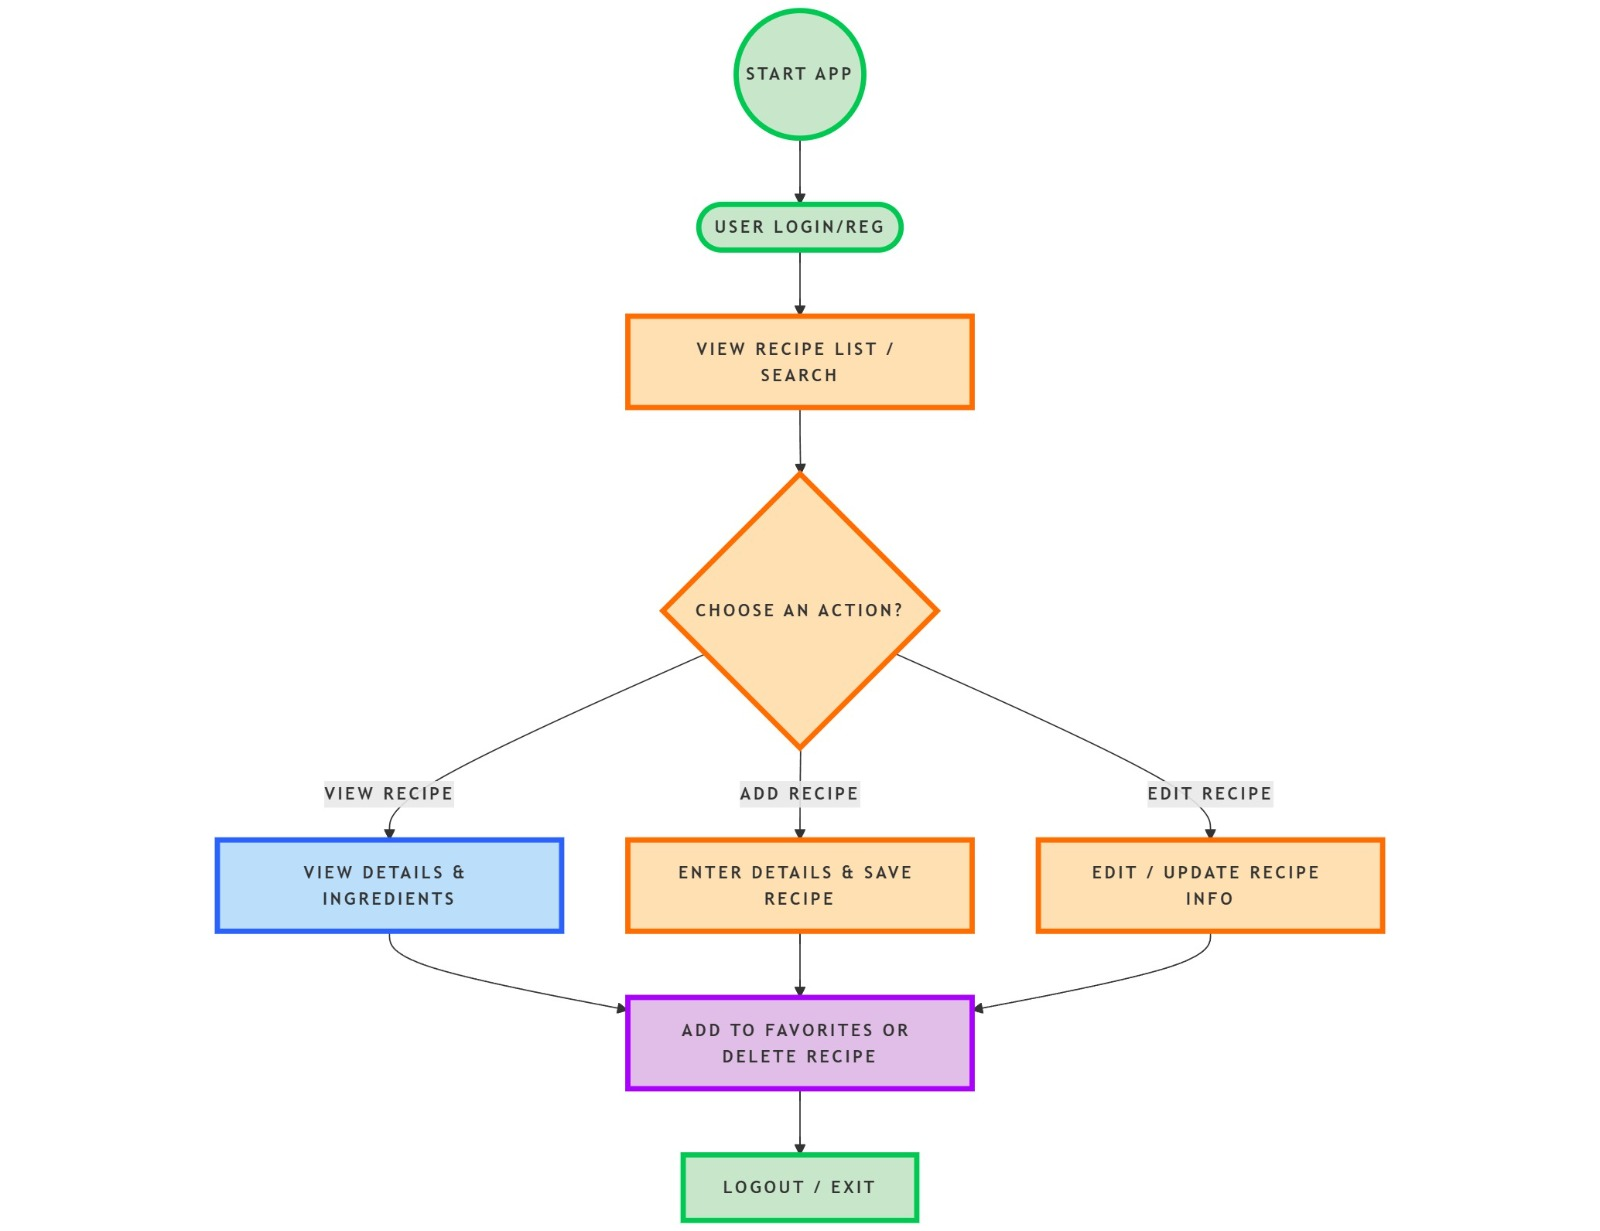 START APP
USER LOGIN/REG
VIEW RECIPE LIST /
SEARCH
CHOOSE AN ACTION?
VIEW RECIPE
ADD RECIPE
EDIT RECIPE
VIEW DETAILS &
INGREDIENTS
ENTER DETAILS & SAVE
RECIPE
EDIT / UPDATE RECIPE
INFO
ADD TO FAVORITES OR
DELETE RECIPE
LOGOUT / EXIT